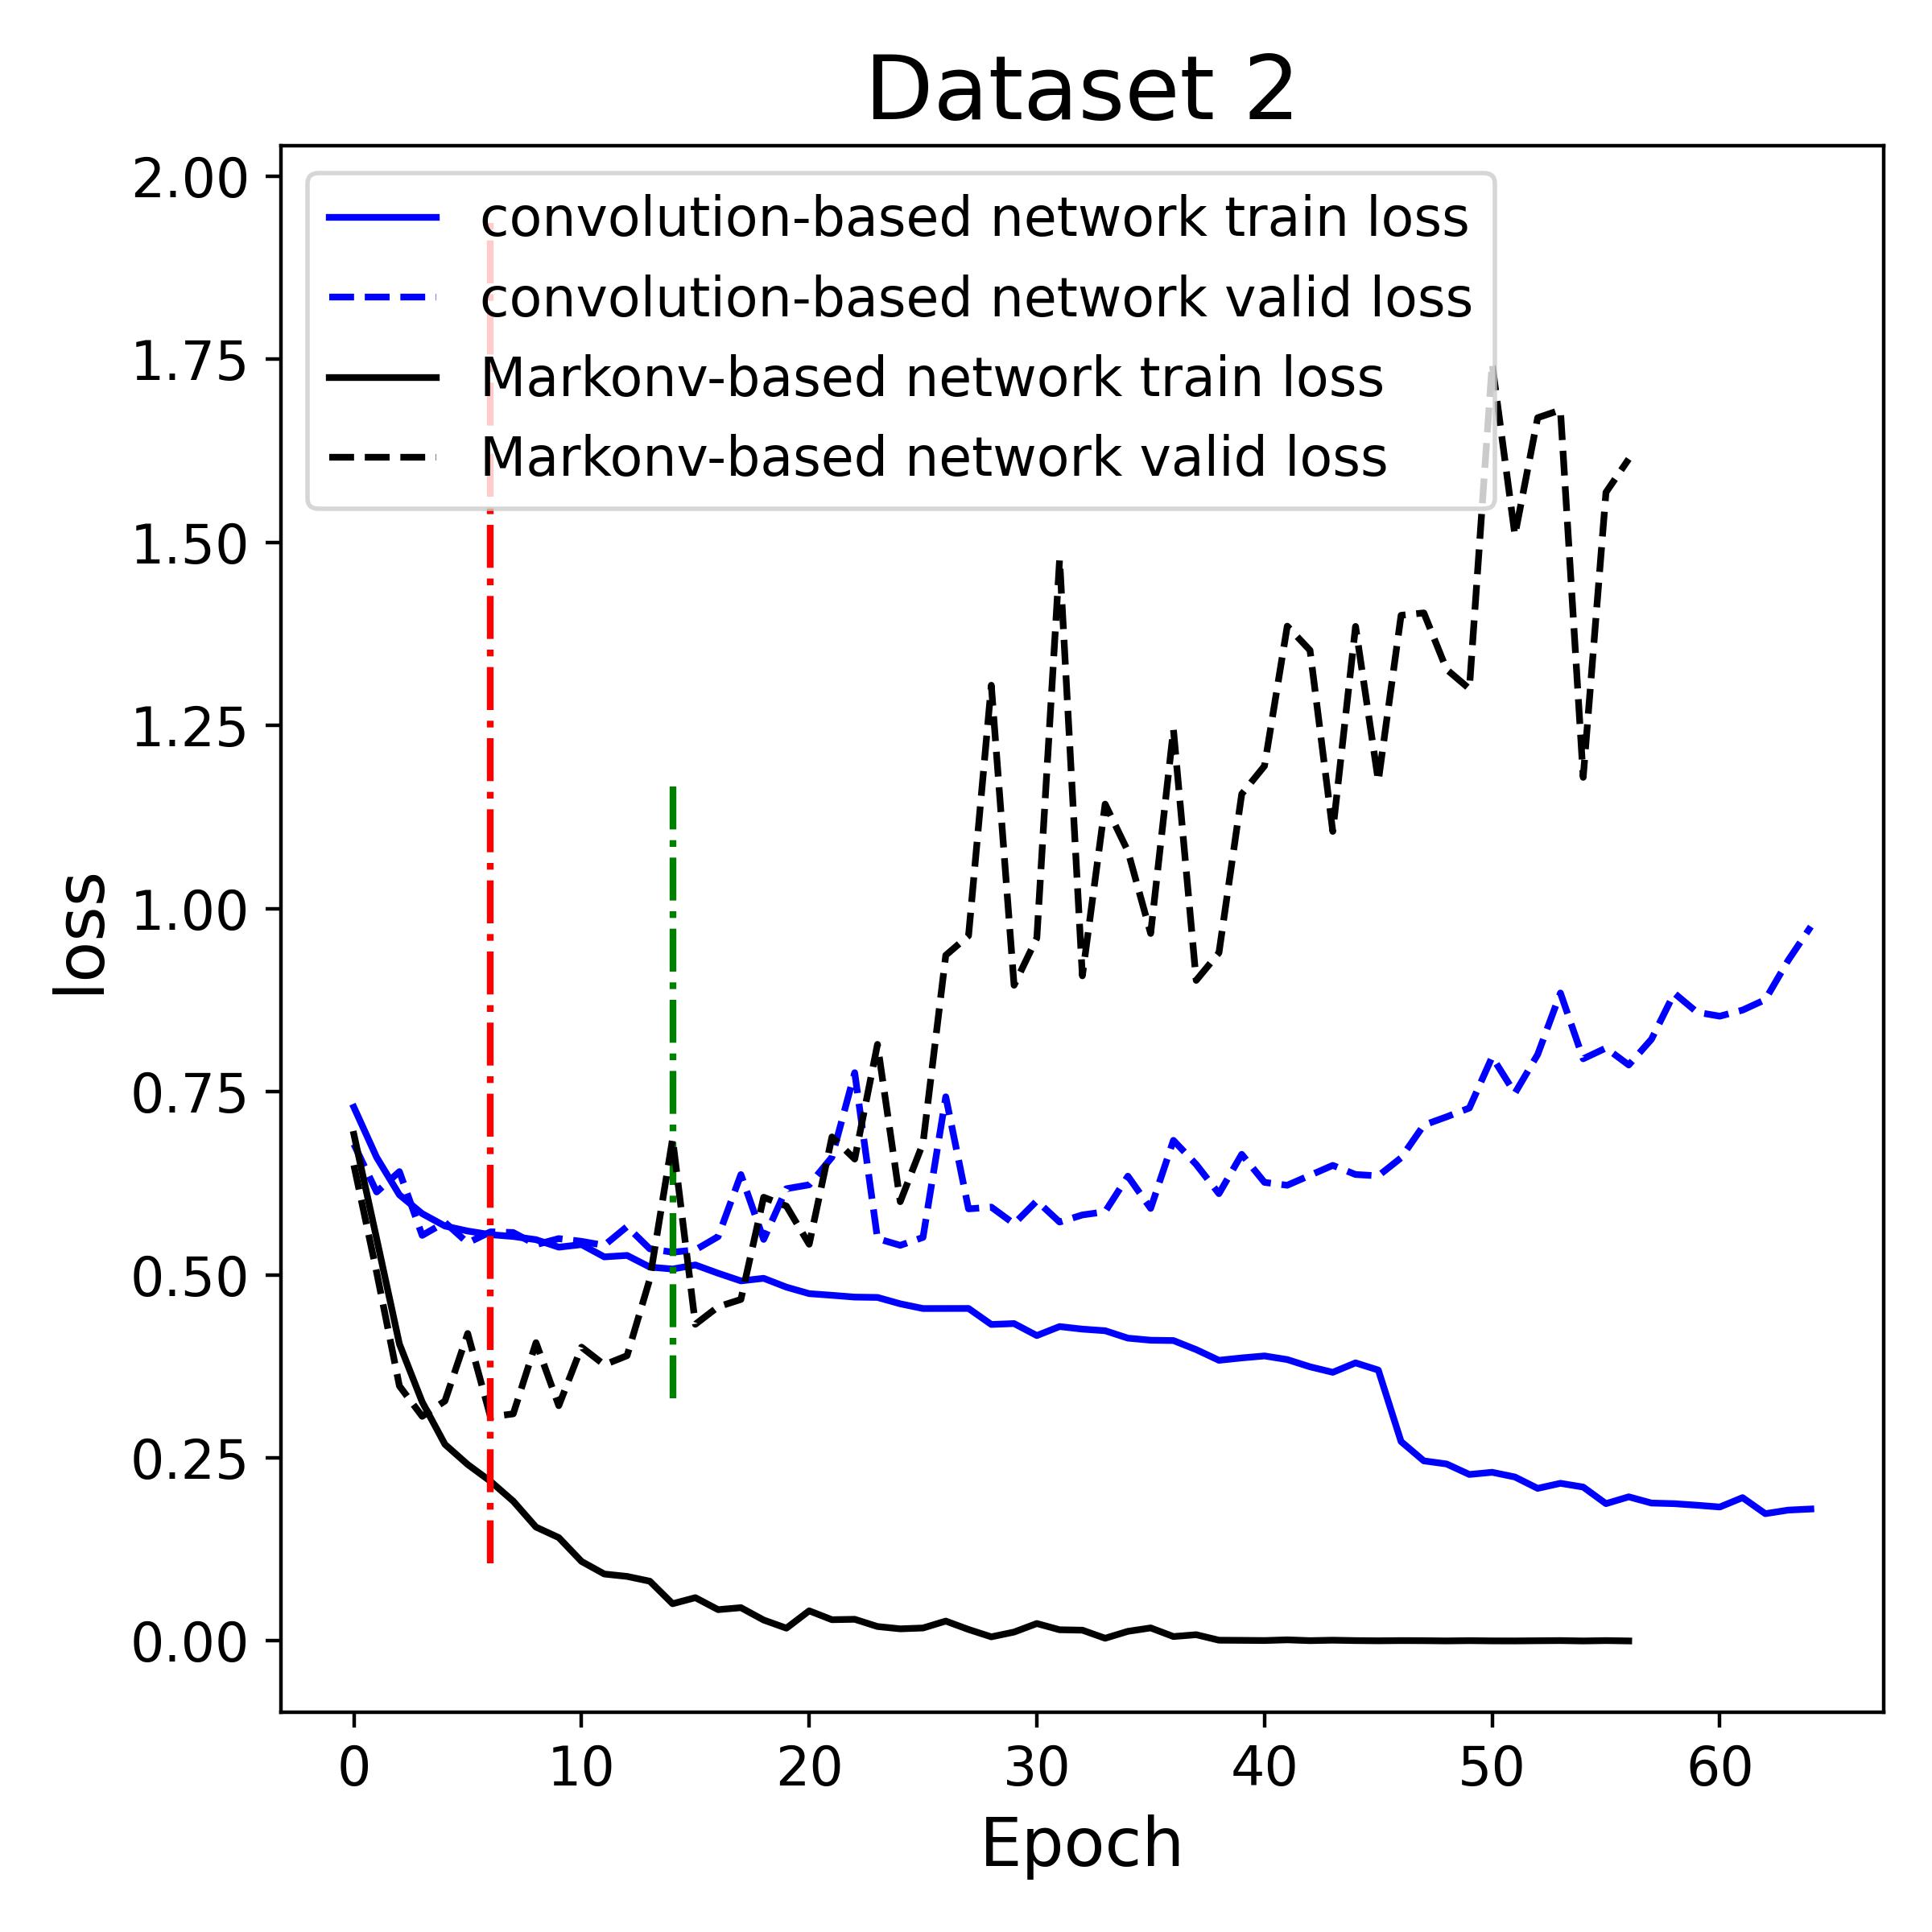 Dataset 2
convolution-based network train loss
convolution-based network valid loss
Markonv-based network train loss
Markonv-based network valid loss
loss
2.00
1.75
1.50
1.25
1.00
0.75
0.50
0.25
0.00
0 10 20 30 40 50 60
Epoch